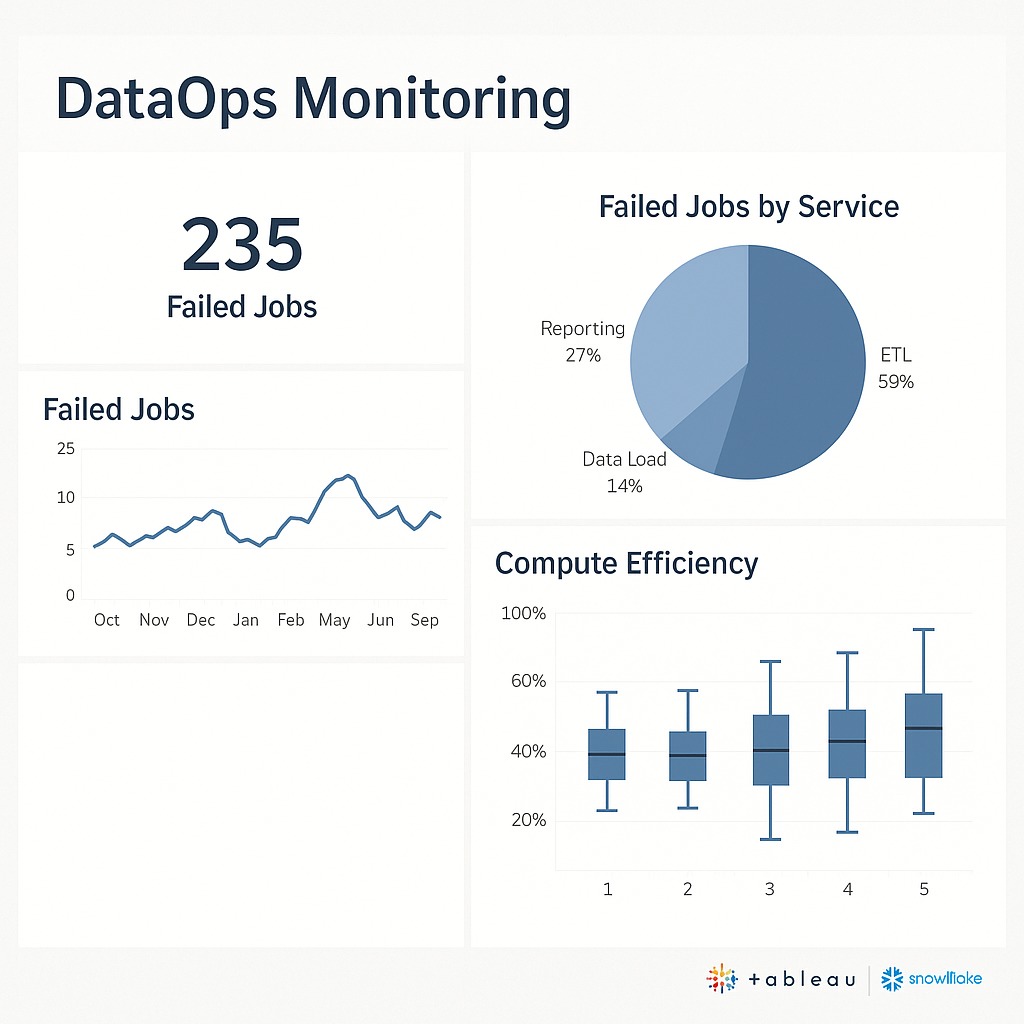 DataOps Monitoring
235
Failed Jobs
Failed Jobs by Service
Reporting
27%
ETL
59%
Data Load
14%
Failed Jobs
25
10
5
0
Oct Nov Dec Jan Feb May Jun Sep
Compute Efficiency
100%
60%
40%
20%
1 2 3 4 5
+ableau
snowflake